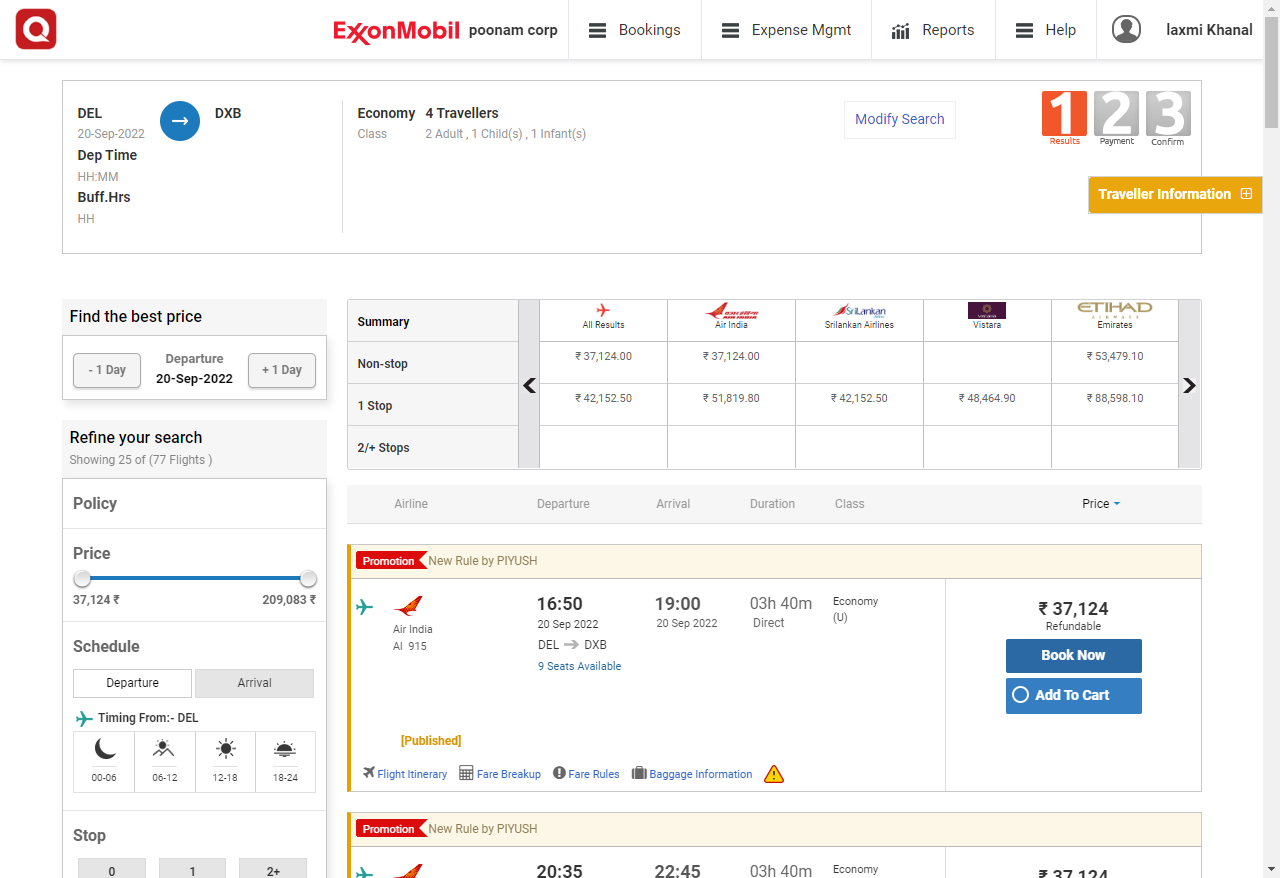 Q
ExxonMobil poonam corp Bookings Expense Mgmt Reports Help laxmi Khanal
DEL DXB
20-Sep-2022
Dep Time
HH:MM
Buff.Hrs
HH
Economy 4 Travellers
Class 2 Adult , 1 Child(s) , 1 Infant(s)
Modify Search
1 2 3
Results Payment Confirm
Traveller Information
Find the best price
- 1 Day Departure + 1 Day
20-Sep-2022
Refine your search
Showing 25 of (77 Flights )
Policy
Price
37,124 ₹ 209,083 ₹
Schedule
Departure Arrival
Timing From:- DEL
00-06 06-12 12-18 18-24
Stop
0 1 2+
Summary All Results Air India SriLankan Srilankan Airlines Vistara ETIHAD AIRWAYS Emirates
Non-stop ₹ 37,124.00 ₹ 37,124.00 ₹ 53,479.10
1 Stop ₹ 42,152.50 ₹ 51,819.80 ₹ 42,152.50 ₹ 48,464.90 ₹ 88,598.10
2/+ Stops
Airline Departure Arrival Duration Class Price
Promotion New Rule by PIYUSH
Air India
AI 915
16:50 19:00 03h 40m Economy
20 Sep 2022 20 Sep 2022 Direct (U)
DEL DXB
9 Seats Available
₹ 37,124
Refundable
Book Now
Add To Cart
[Published]
Flight Itinerary Fare Breakup Fare Rules Baggage Information
Promotion New Rule by PIYUSH
20:35 22:45 03h 40m Economy
₹ 37,124